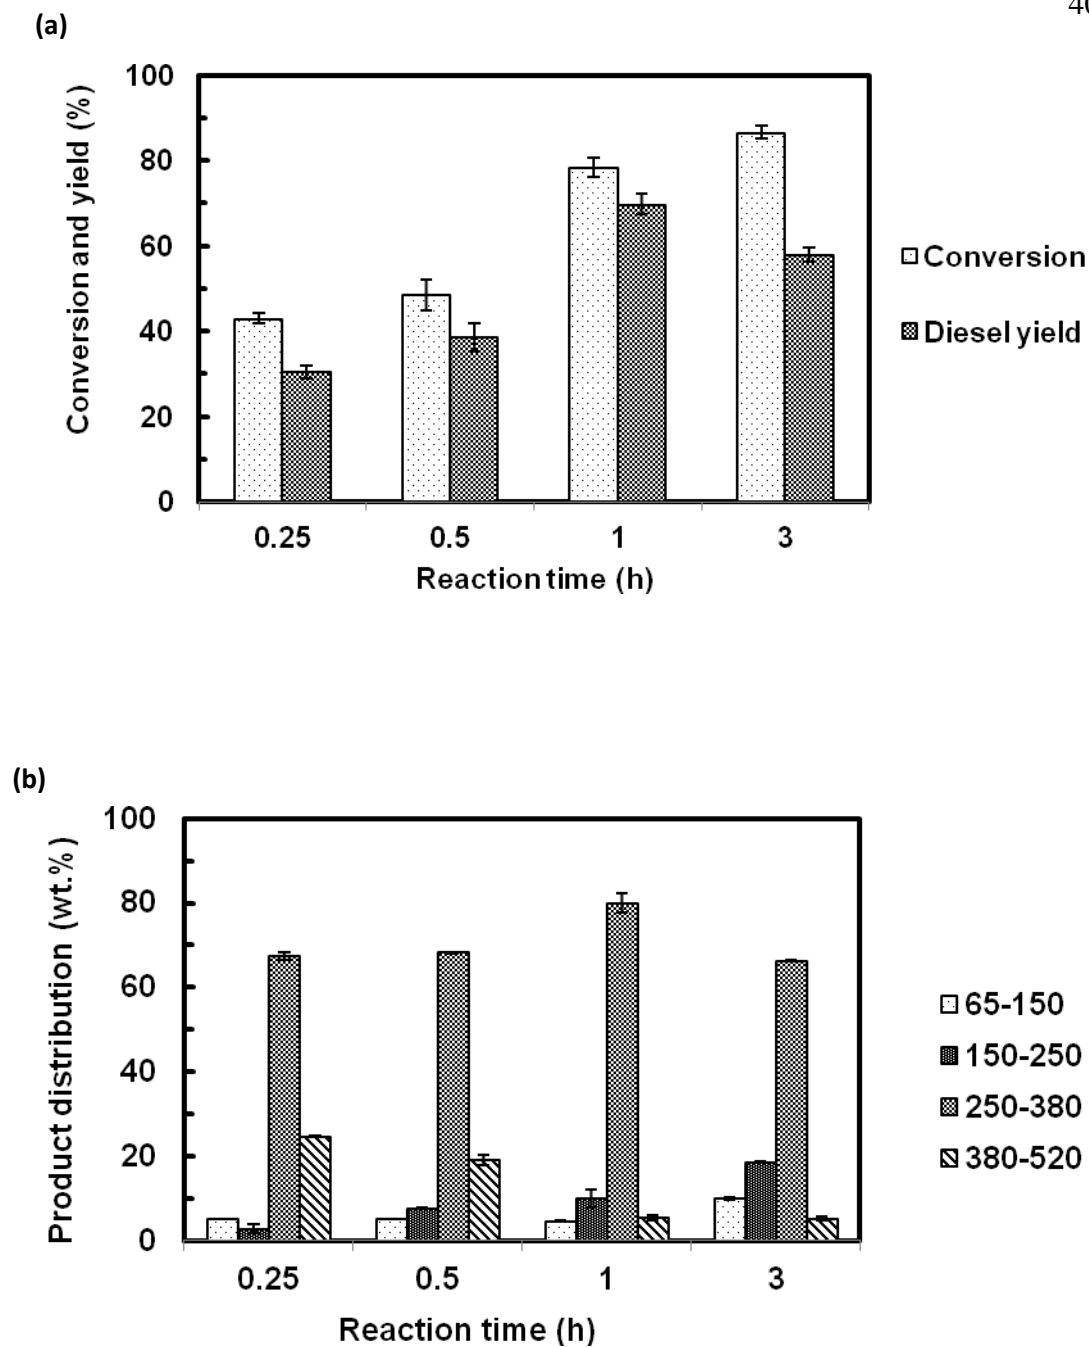 40
(a)
100
80
60
40
20
0
Conversion and yield (%)
0.25 0.5 1 3
Reaction time (h)
Conversion
Diesel yield
(b)
100
80
60
40
20
0
Product distribution (wt.%)
0.25 0.5 1 3
Reaction time (h)
65-150
150-250
250-380
380-520